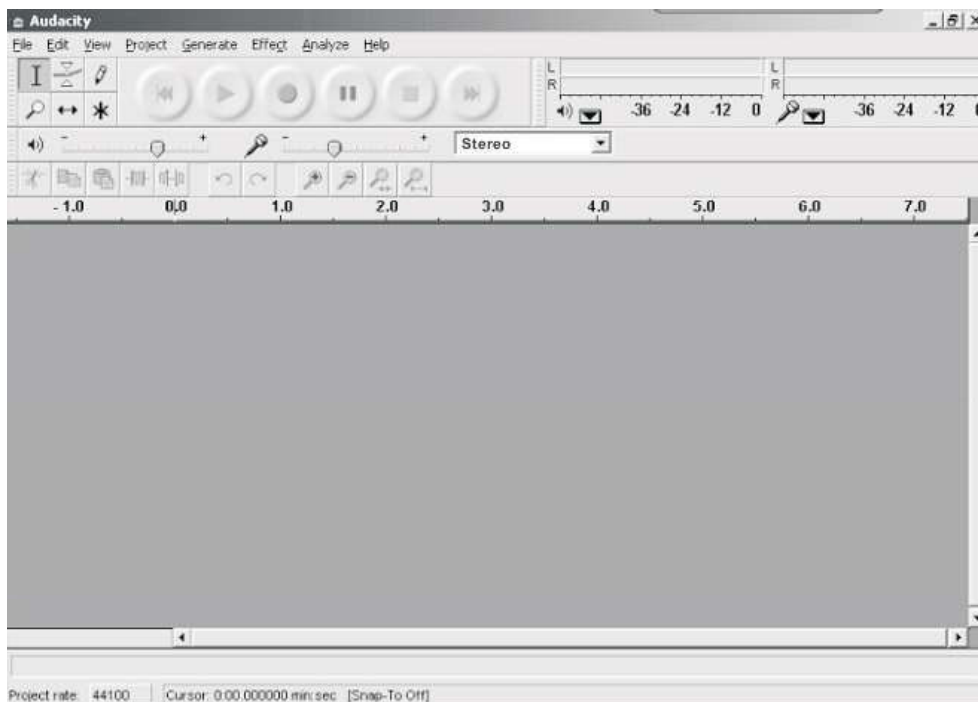 Audacity
File Edit View Project Generate Effect Analyze Help
L L
R R
-36 -24 -12 0 -36 -24 -12
- + - + Stereo
- 1.0 0,0 1.0 2.0 3.0 4.0 5.0 6.0 7.0
Project rate: 44100 Cursor: 0:00.000000 min:sec [Snap-To Off]